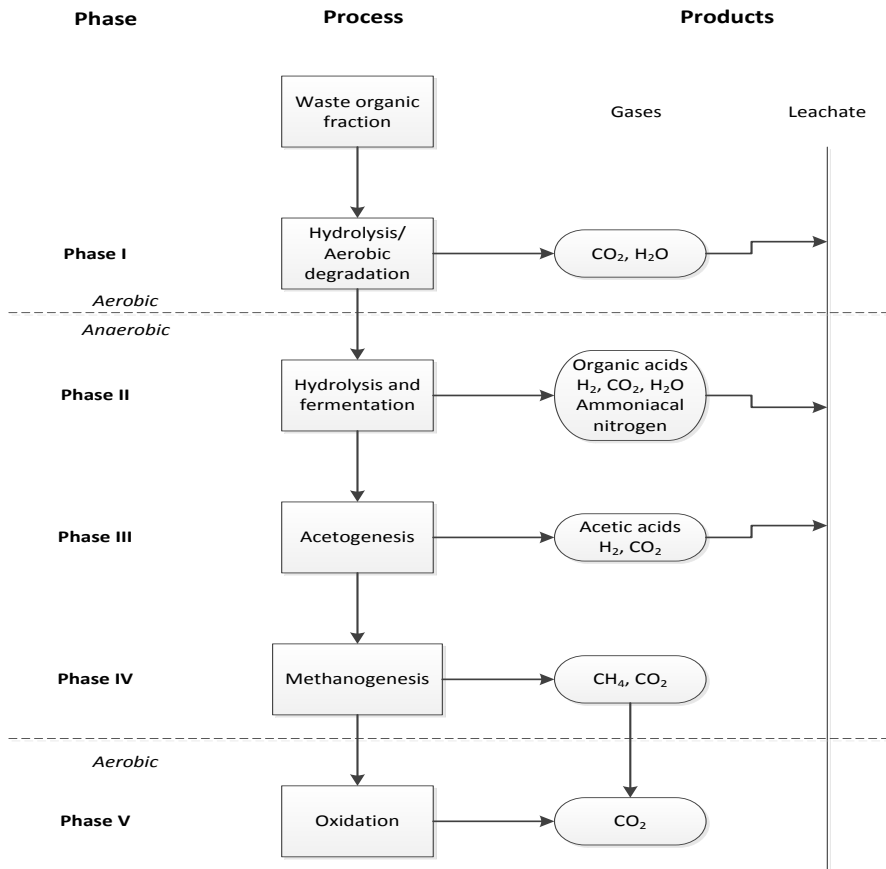 Phase
Process
Products
Waste organic
fraction
Gases
Leachate
Phase I
Hydrolysis/
Aerobic
degradation
CO₂, H₂O
Aerobic
Anaerobic
Phase II
Hydrolysis and
fermentation
Organic acids
H₂, CO₂, H₂O
Ammoniacal
nitrogen
Phase III
Acetogenesis
Acetic acids
H₂, CO₂
Phase IV
Methanogenesis
CH₄, CO₂
Aerobic
Phase V
Oxidation
CO₂